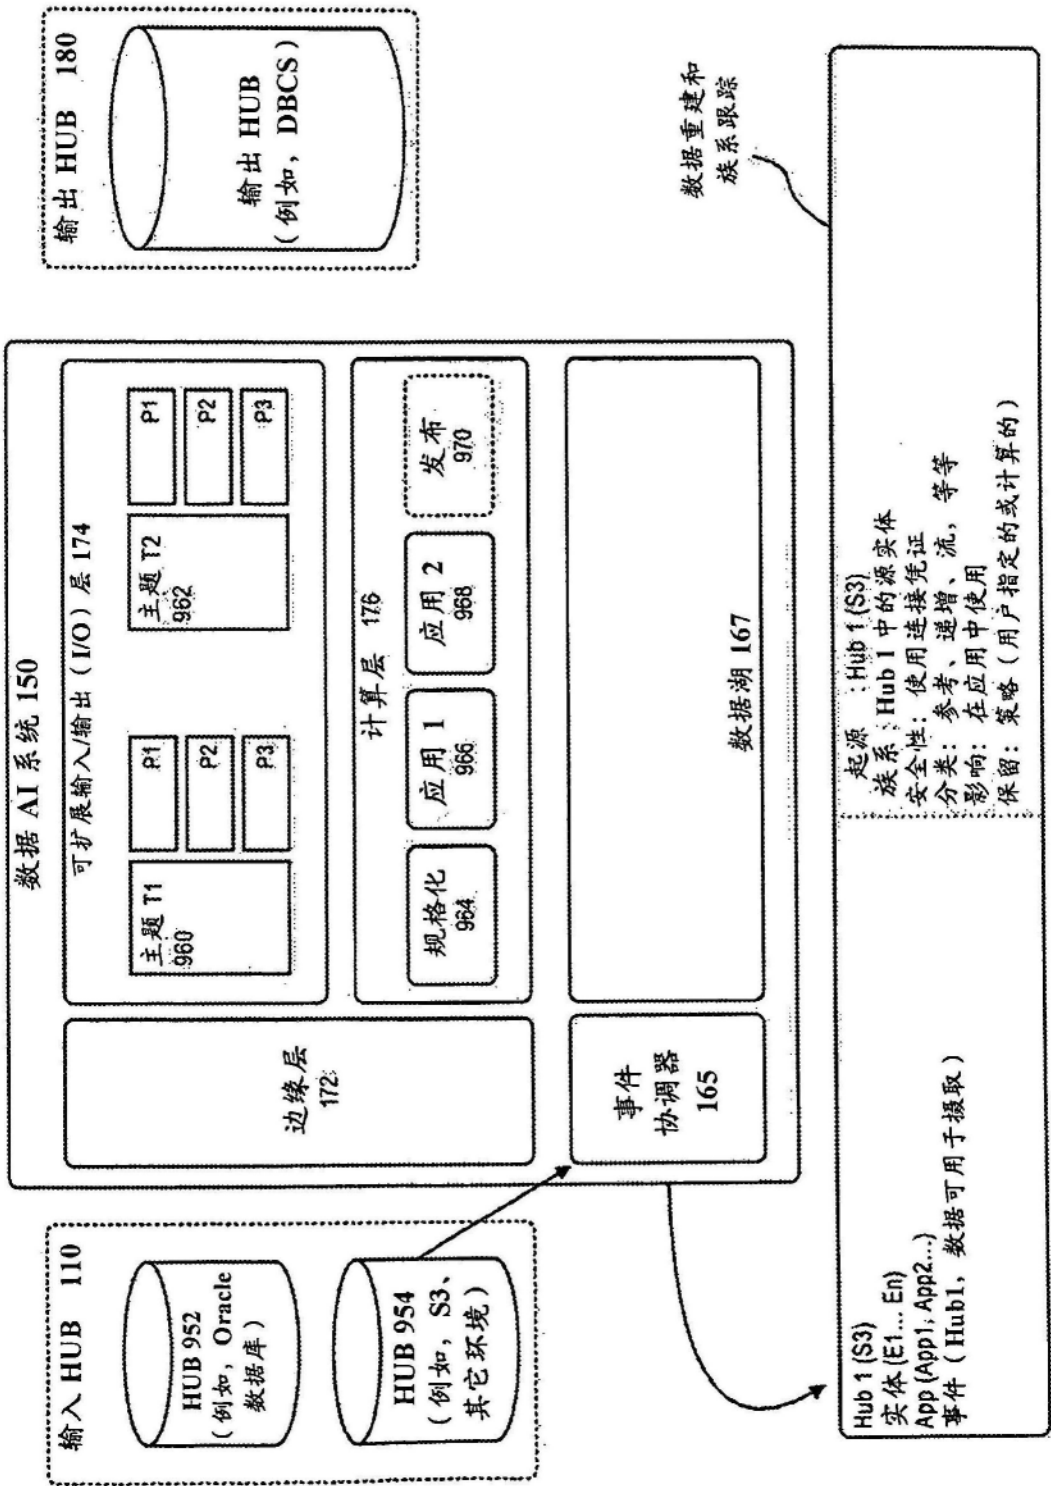 输入 HUB 110
HUB 952
(例如，Oracle
数据库)
HUB 954
(例如，S3、
其它环境)
数据 AI 系统 150
边缘层
172
可扩展输入/输出 (I/O) 层 174
主题 T1
960
P1
P2
P3
主题 T2
962
P1
P2
P3
计算层 176
规格化
964
应用 1
966
应用 2
968
发布
970
事件
协调器
165
数据湖 167
输出 HUB 180
输出 HUB
(例如，DBCS)
数据重建和
族系跟踪
Hub 1 (S3)
实体(E1... En)
App (App1, App2...)
事件 (Hub1，数据可用于摄取)
起源 : Hub 1 (S3)
族系 : Hub 1 中的源实体
安全性: 使用连接凭证
分类: 参考、递增、流，等等
影响: 在应用中使用
保留: 策略 (用户指定的或计算的)